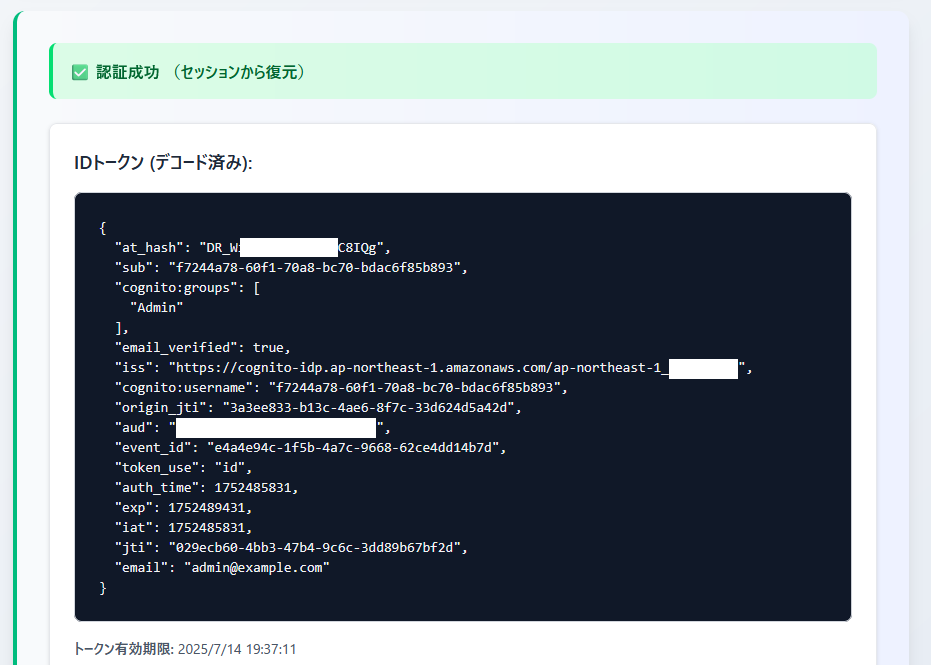 ✅ 認証成功 （セッションから復元）
IDトークン (デコード済み):
{
"at_hash": "DR_W C8IQg",
"sub": "f7244a78-60f1-70a8-bc70-bdac6f85b893",
"cognito:groups": [
"Admin"
],
"email_verified": true,
"iss": "https://cognito-idp.ap-northeast-1.amazonaws.com/ap-northeast-1_ ",
"cognito:username": "f7244a78-60f1-70a8-bc70-bdac6f85b893",
"origin_jti": "3a3ee833-b13c-4ae6-8f7c-33d624d5a42d",
"aud": " ",
"event_id": "e4a4e94c-1f5b-4a7c-9668-62ce4dd14b7d",
"token_use": "id",
"auth_time": 1752485831,
"exp": 1752489431,
"iat": 1752485831,
"jti": "029ecb60-4bb3-47b4-9c6c-3dd89b67bf2d",
"email": "admin@example.com"
}
トークン有効期限: 2025/7/14 19:37:11